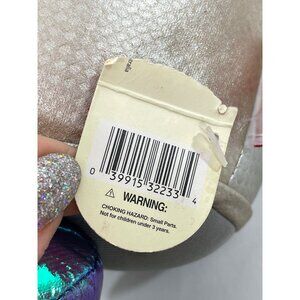 0 39915 32233 4
⚠ WARNING:
CHOKING HAZARD: Small Parts.
Not for children under 3 years.